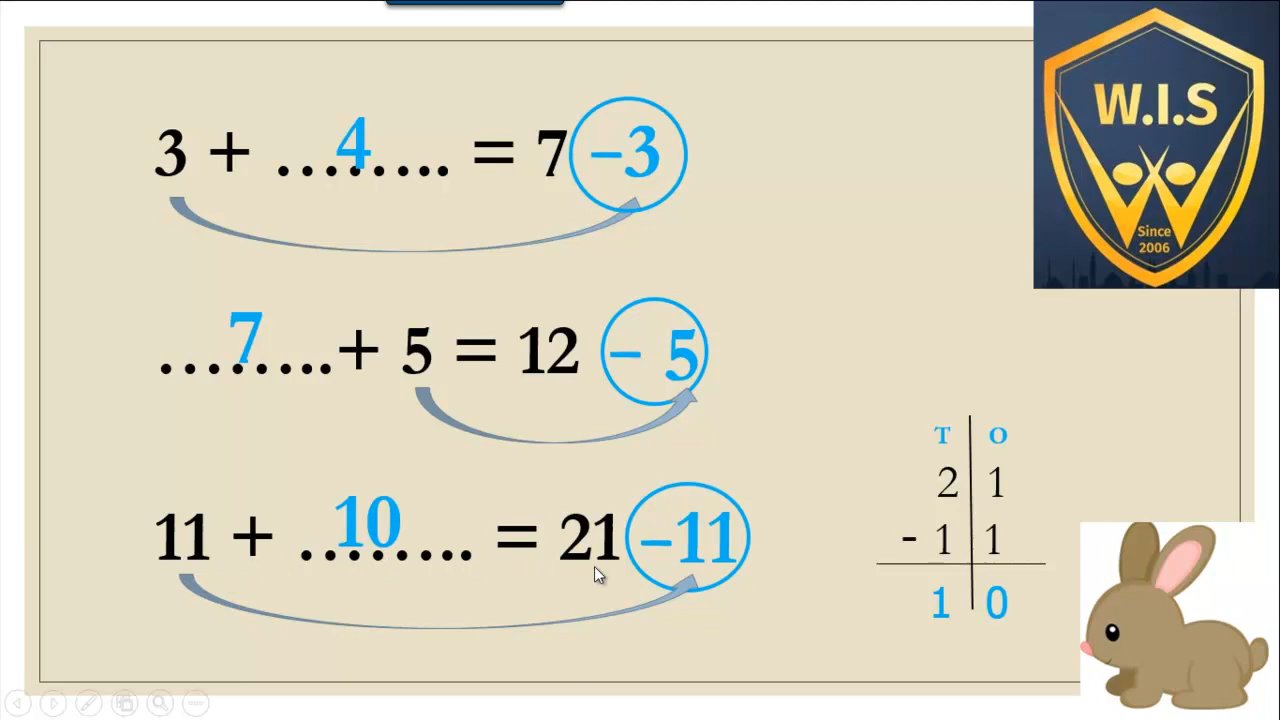 W.I.S
Since
2006
3 + ...4..... = 7 −3
...7.....+ 5 = 12 − 5
11 + ...10..... = 21 −11
T O
2 1
- 1 1
1 0